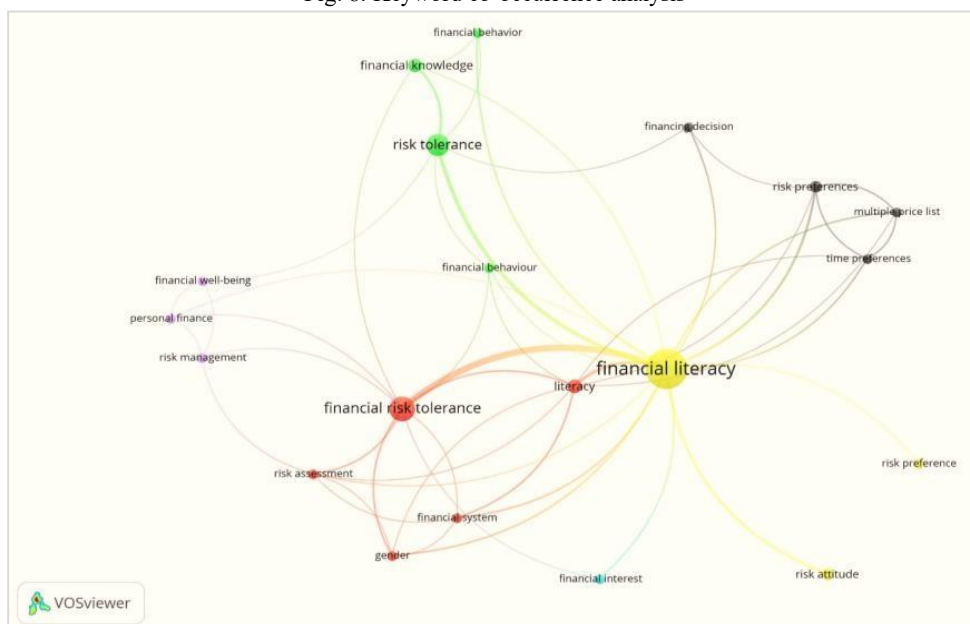 financial behavior
financial knowledge
financing decision
risk tolerance
risk preferences
multiple price list
time preferences
financial behaviour
financial well-being
personal finance
risk management
financial literacy
literacy
financial risk tolerance
risk preference
risk assessment
financial system
gender
financial interest
risk attitude
VOSviewer